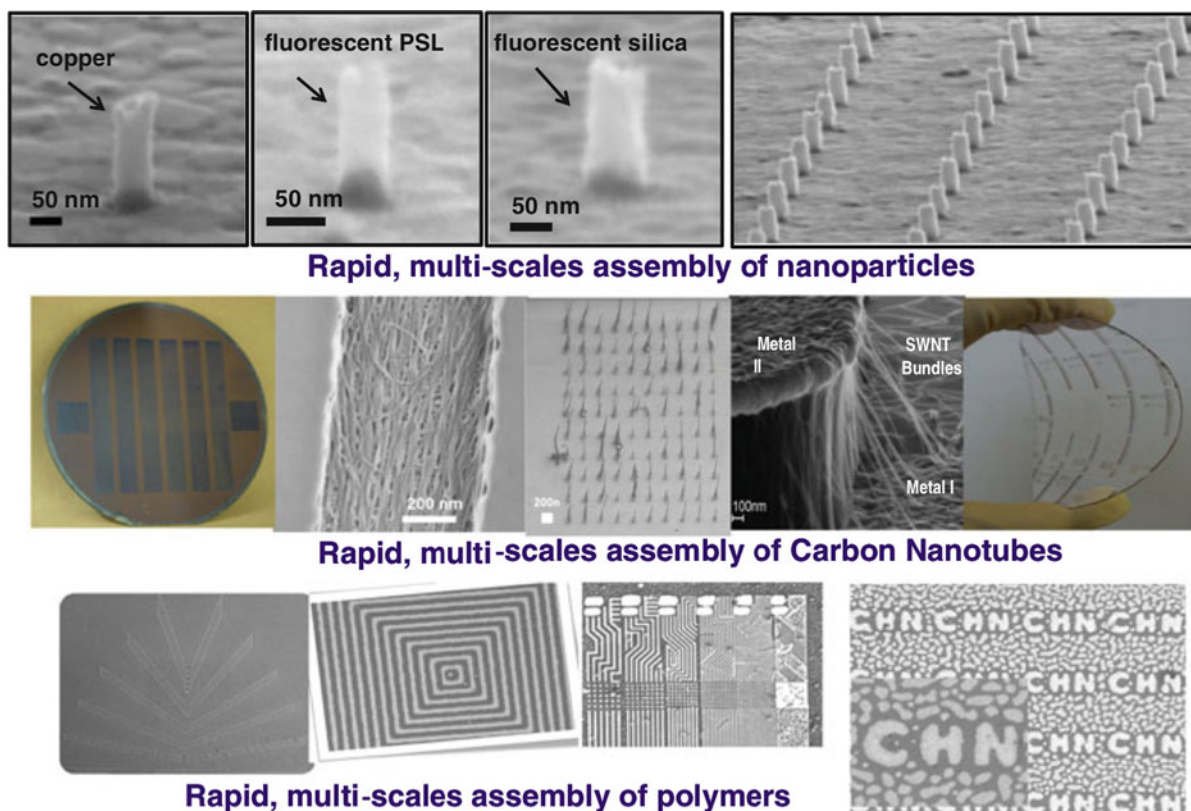 copper
50 nm
fluorescent PSL
50 nm
fluorescent silica
50 nm
Rapid, multi-scales assembly of nanoparticles
200 nm
200n
Metal
II
SWNT
Bundles
Metal I
100nm
Rapid, multi-scales assembly of Carbon Nanotubes
CHN CHN CHN CHN
CHN CHN
CHN CHN
CHN
CHN
Rapid, multi-scales assembly of polymers